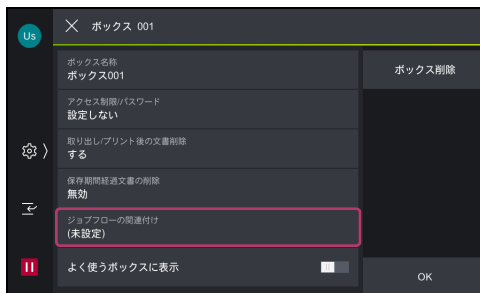 Us
ボックス 001
ボックス名称
ボックス001
ボックス削除
アクセス制限/パスワード
設定しない
取り出し/プリント後の文書削除
する
保存期間経過文書の削除
無効
ジョブフローの関連付け
(未設定)
よく使うボックスに表示
OK